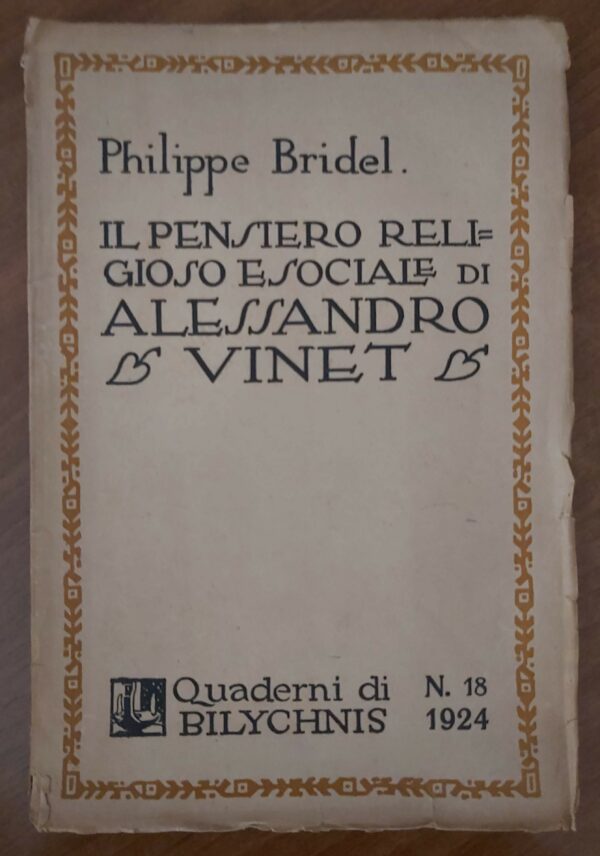 Philippe Bridel.
IL PENSIERO RELI=
GIOSO E SOCIALE DI
ALESSANDRO
VINET
Quaderni di N. 18
BILYCHNIS 1924